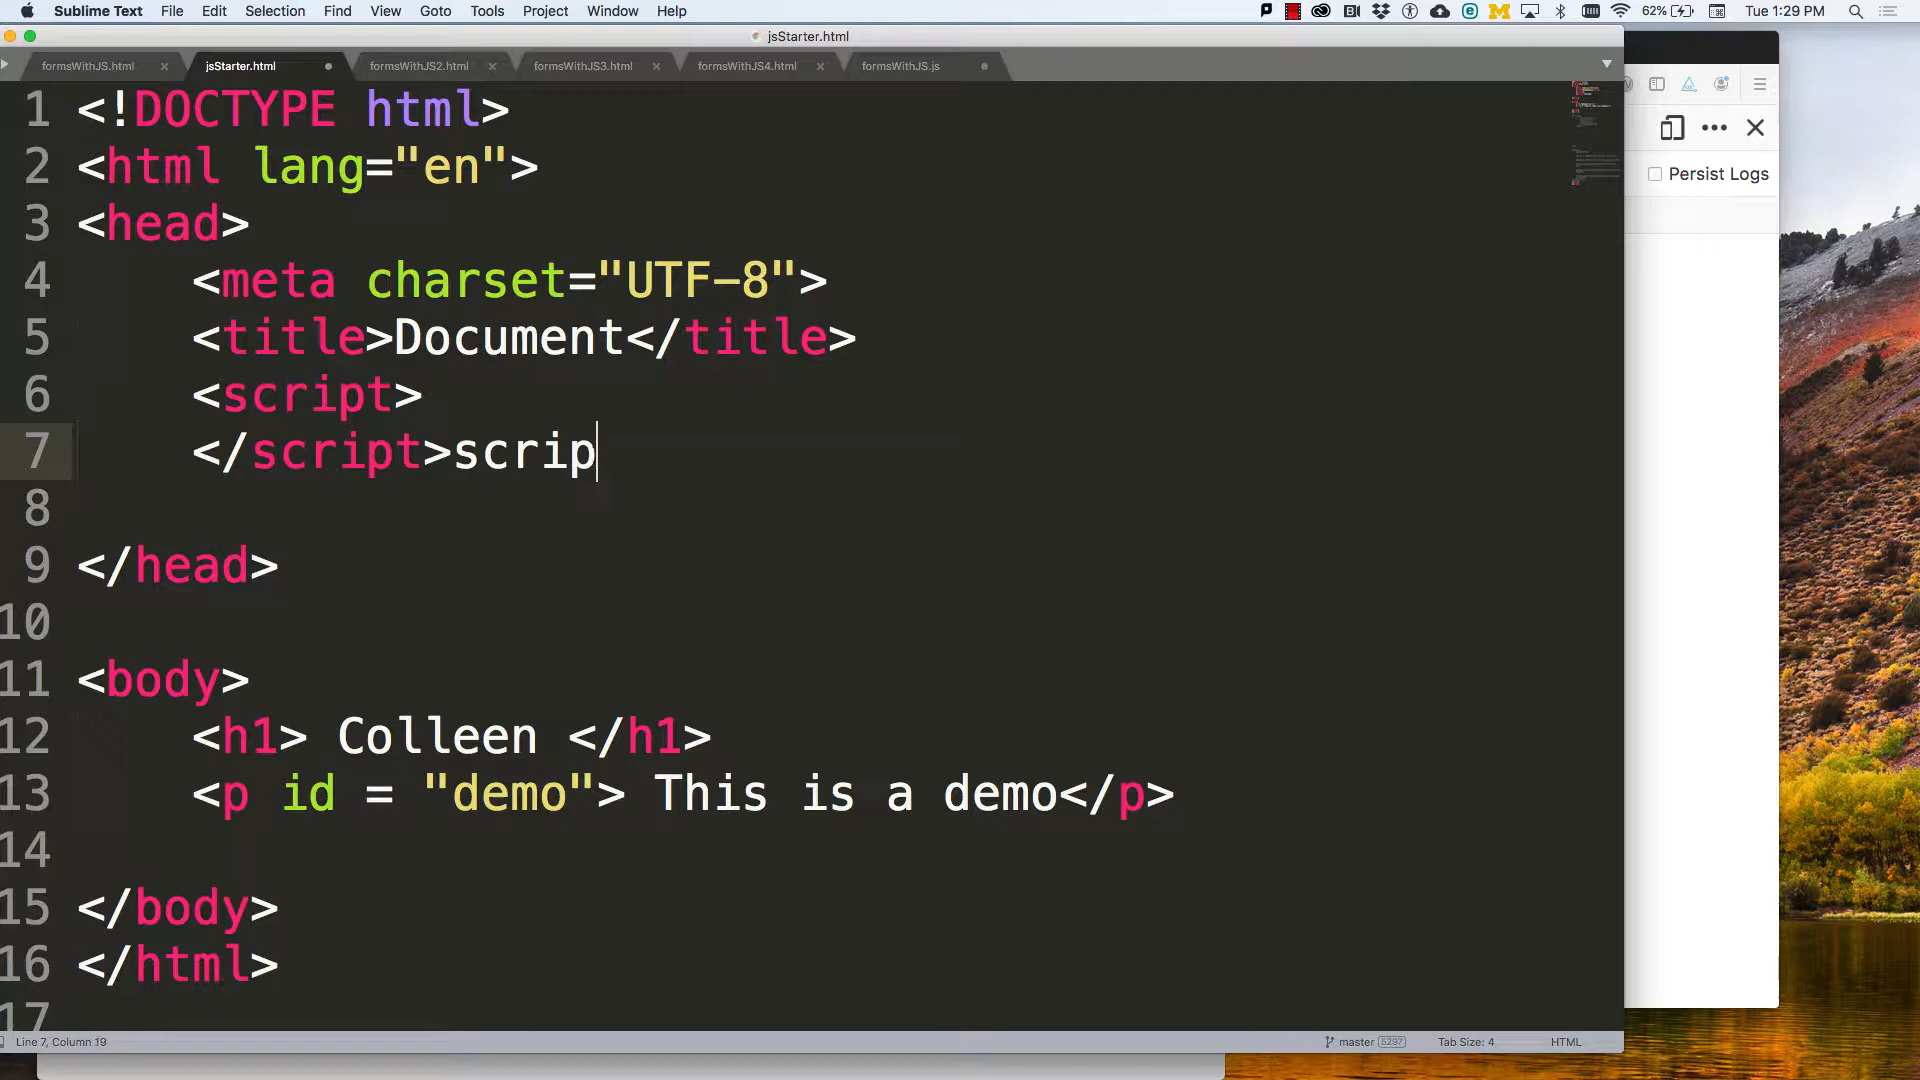 Sublime Text File Edit Selection Find View Goto Tools Project Window Help 62% Tue 1:29 PM
jsStarter.html
formsWithJS.html jsStarter.html formsWithJS2.html formsWithJS3.html formsWithJS4.html formsWithJS.js
Persist Logs
1 <!DOCTYPE html>
2 <html lang="en">
3 <head>
4 <meta charset="UTF-8">
5 <title>Document</title>
6 <script>
7 </script>scrip
8
9 </head>
10
11 <body>
12 <h1> Colleen </h1>
13 <p id = "demo"> This is a demo</p>
14
15 </body>
16 </html>
17
Line 7, Column 19 master 5297 Tab Size: 4 HTML